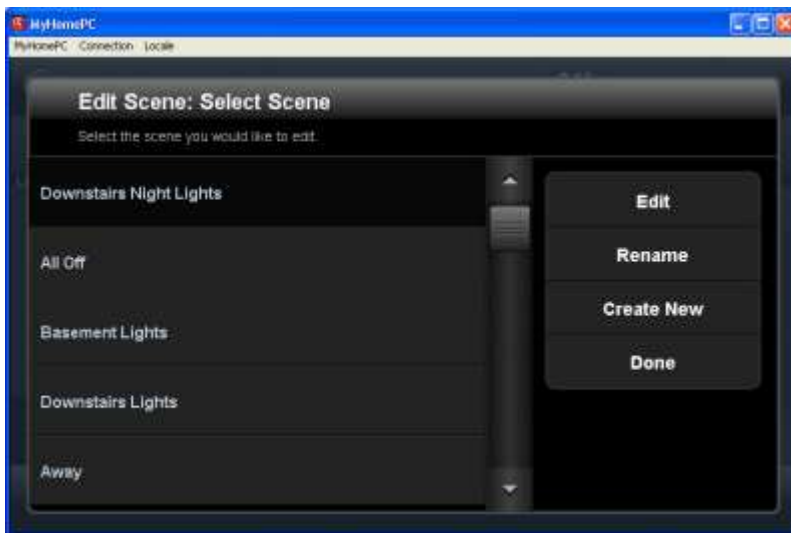 MyHomePC
MyHomePC Connection Locale
Edit Scene: Select Scene
Select the scene you would like to edit.
Downstairs Night Lights
All Off
Basement Lights
Downstairs Lights
Away
Edit
Rename
Create New
Done